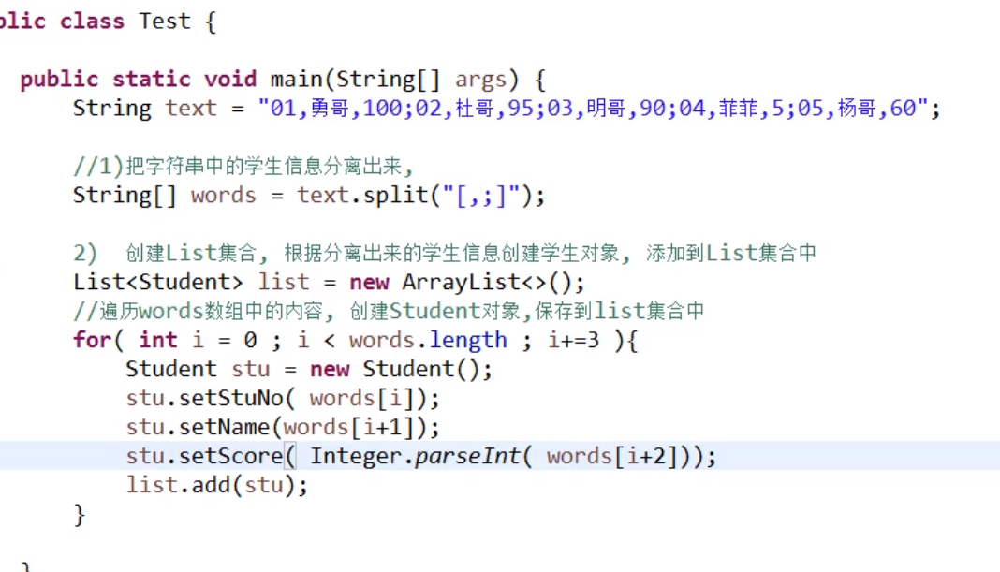 blic class Test {
public static void main(String[] args) {
String text = "01,勇哥,100;02,杜哥,95;03,明哥,90;04,菲菲,5;05,杨哥,60";
//1)把字符串中的学生信息分离出来,
String[] words = text.split("[,;]");
2) 创建List集合, 根据分离出来的学生信息创建学生对象, 添加到List集合中
List<Student> list = new ArrayList<>();
//遍历words数组中的内容, 创建Student对象,保存到list集合中
for( int i = 0 ; i < words.length ; i+=3 ){
Student stu = new Student();
stu.setStuNo( words[i]);
stu.setName(words[i+1]);
stu.setScore( Integer.parseInt( words[i+2]));
list.add(stu);
}
}